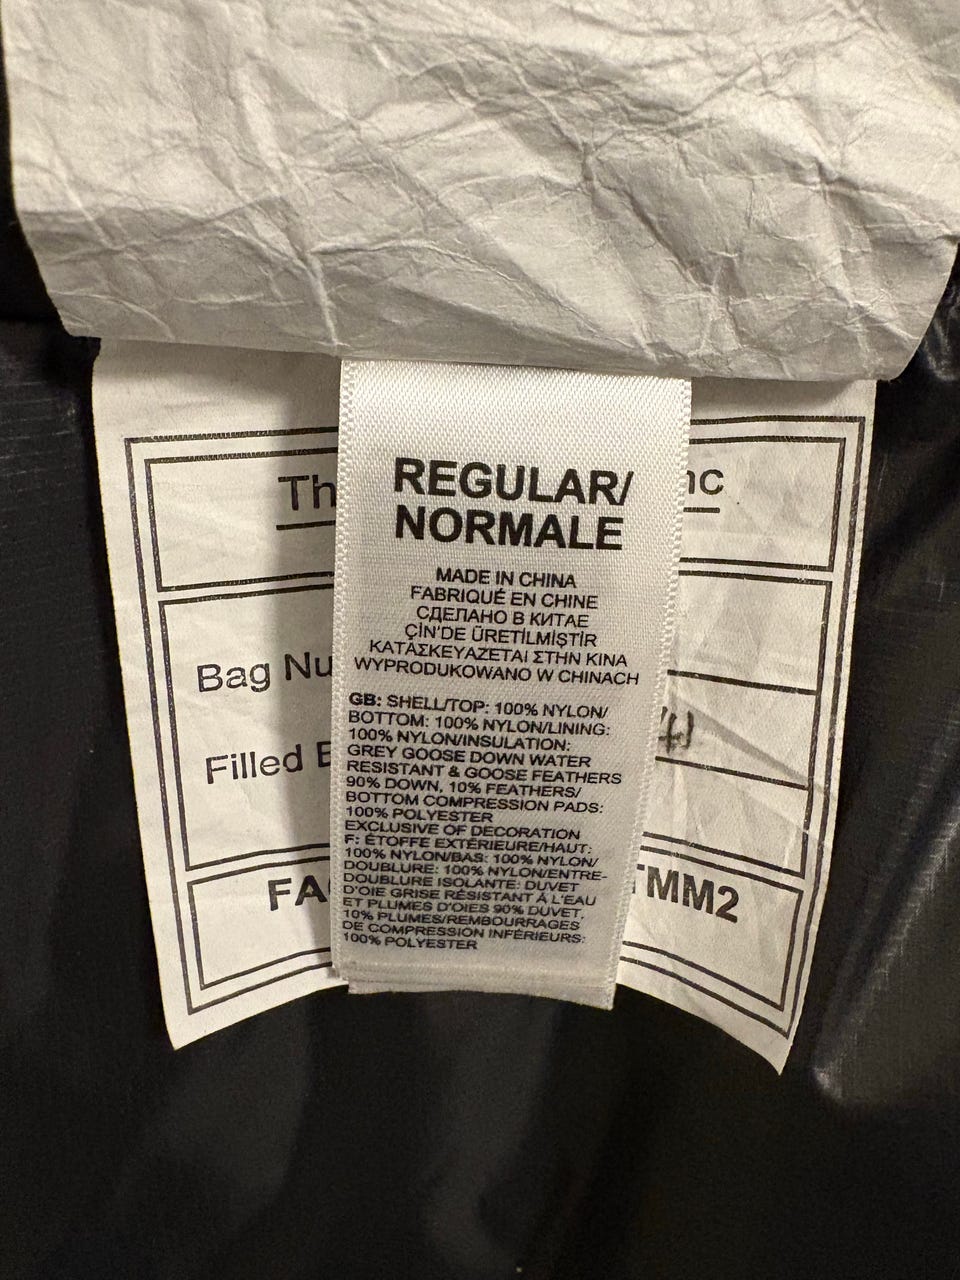 REGULAR/
NORMALE
MADE IN CHINA
FABRIQUÉ EN CHINE
СДЕЛАНО В КИТАЕ
ÇİN'DE ÜRETİLMİŞTİR
ΚΑΤΑΣΚΕΥΑΖΕΤΑΙ ΣΤΗΝ ΚΙΝΑ
WYPRODUKOWANO W CHINACH
GB: SHELL/TOP: 100% NYLON/
BOTTOM: 100% NYLON/LINING:
100% NYLON/INSULATION:
GREY GOOSE DOWN WATER
RESISTANT & GOOSE FEATHERS
90% DOWN, 10% FEATHERS/
BOTTOM COMPRESSION PADS:
100% POLYESTER
EXCLUSIVE OF DECORATION
F: ÉTOFFE EXTÉRIEURE/HAUT:
100% NYLON/BAS: 100% NYLON/
DOUBLURE: 100% NYLON/ENTRE-
DOUBLURE ISOLANTE: DUVET
D'OIE GRISE RÉSISTANT À L'EAU
ET PLUMES D'OIES 90% DUVET,
10% PLUMES/REMBOURRAGES
DE COMPRESSION INFÉRIEURS:
100% POLYESTER
Th nc
Bag Nu
Filled
FA TMM2